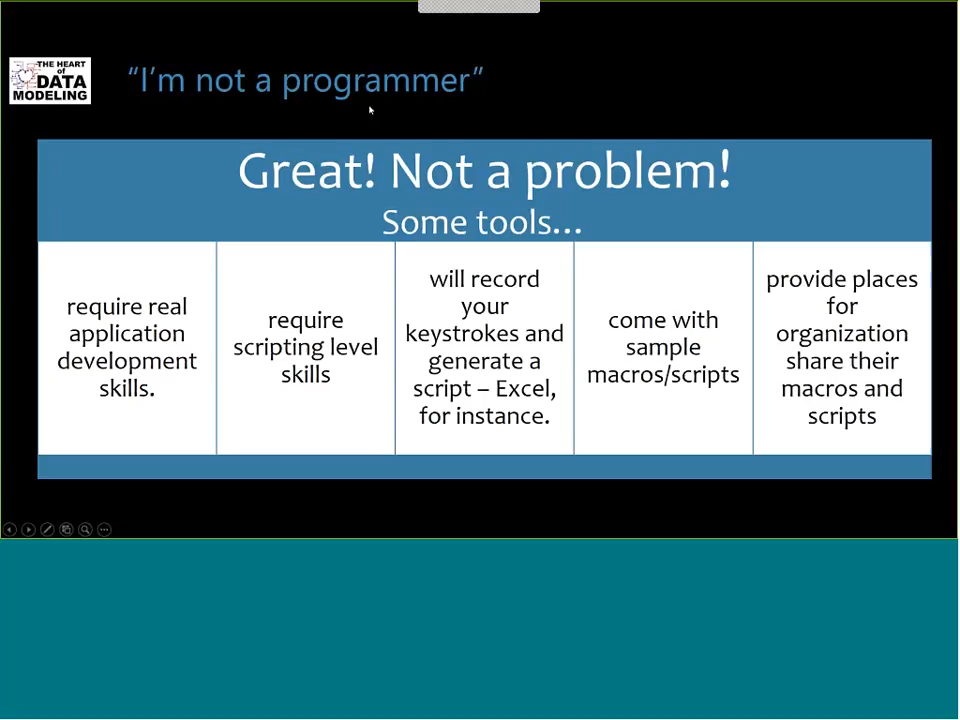 THE HEART
of
DATA
MODELING
“I’m not a programmer”
Great! Not a problem!
Some tools...
require real
application
development
skills.
require
scripting level
skills
will record
your
keystrokes and
generate a
script – Excel,
for instance.
come with
sample
macros/scripts
provide places
for
organization
share their
macros and
scripts